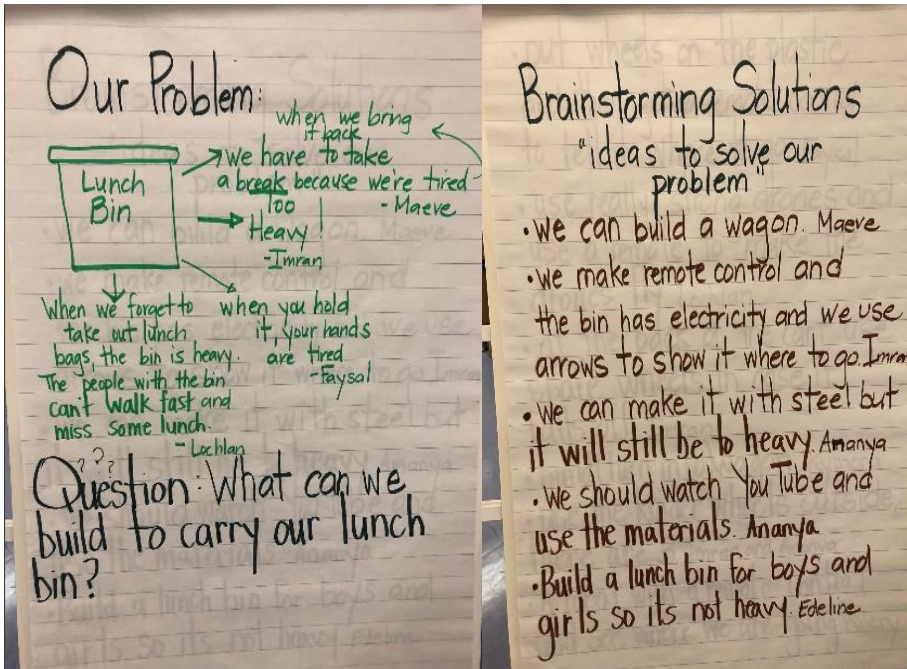 Our Problem:
when we bring
it back
we have to take
a break because we're tired
- Maeve
Lunch
Bin
Too
Heavy!
-Imran
When we forget to
take out lunch
bags, the bin is heavy.
The people with the bin
can't walk fast and
miss some lunch.
- Lochlan
when you hold
it, your hands
are tired
-Faysal
???
Question: What can we
build to carry our lunch
bin?
Brainstorming Solutions
"ideas to solve our
problem"
•we can build a wagon. Maeve
•we make remote control and
the bin has electricity and we use
arrows to show it where to go. Imran
•we can make it with steel but
it will still be to heavy. Ananya
•we should watch YouTube and
use the materials. Ananya
•Build a lunch bin for boys and
girls so its not heavy. Edeline